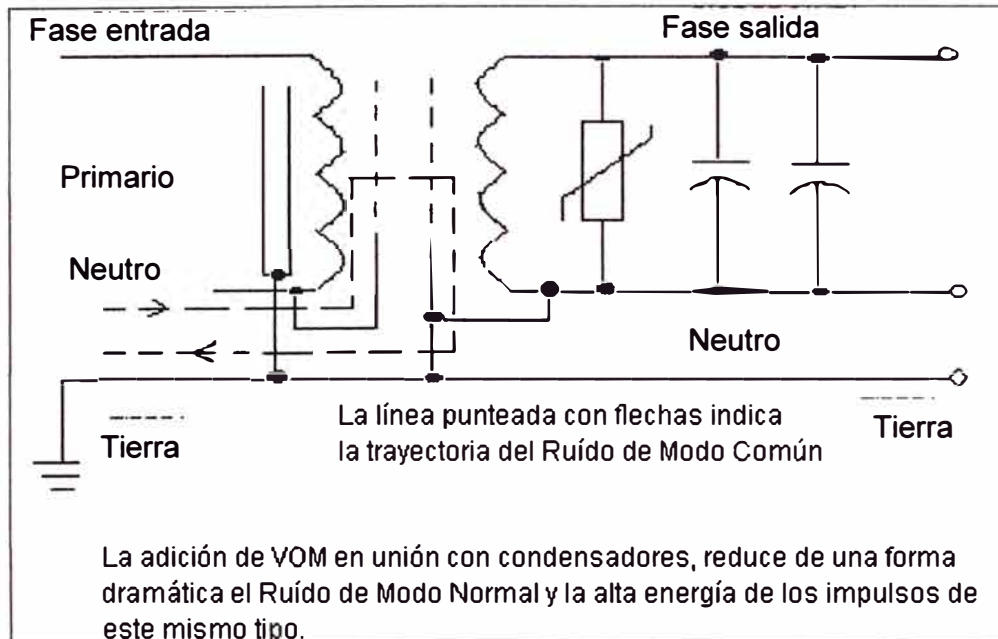 Fase entrada
Fase salida
Primario
Neutro
Neutro
Tierra
La línea punteada con flechas indica
la trayectoria del Ruído de Modo Común
Tierra
La adición de VOM en unión con condensadores, reduce de una forma
dramática el Ruído de Modo Normal y la alta energía de los impulsos de
este mismo tipo.